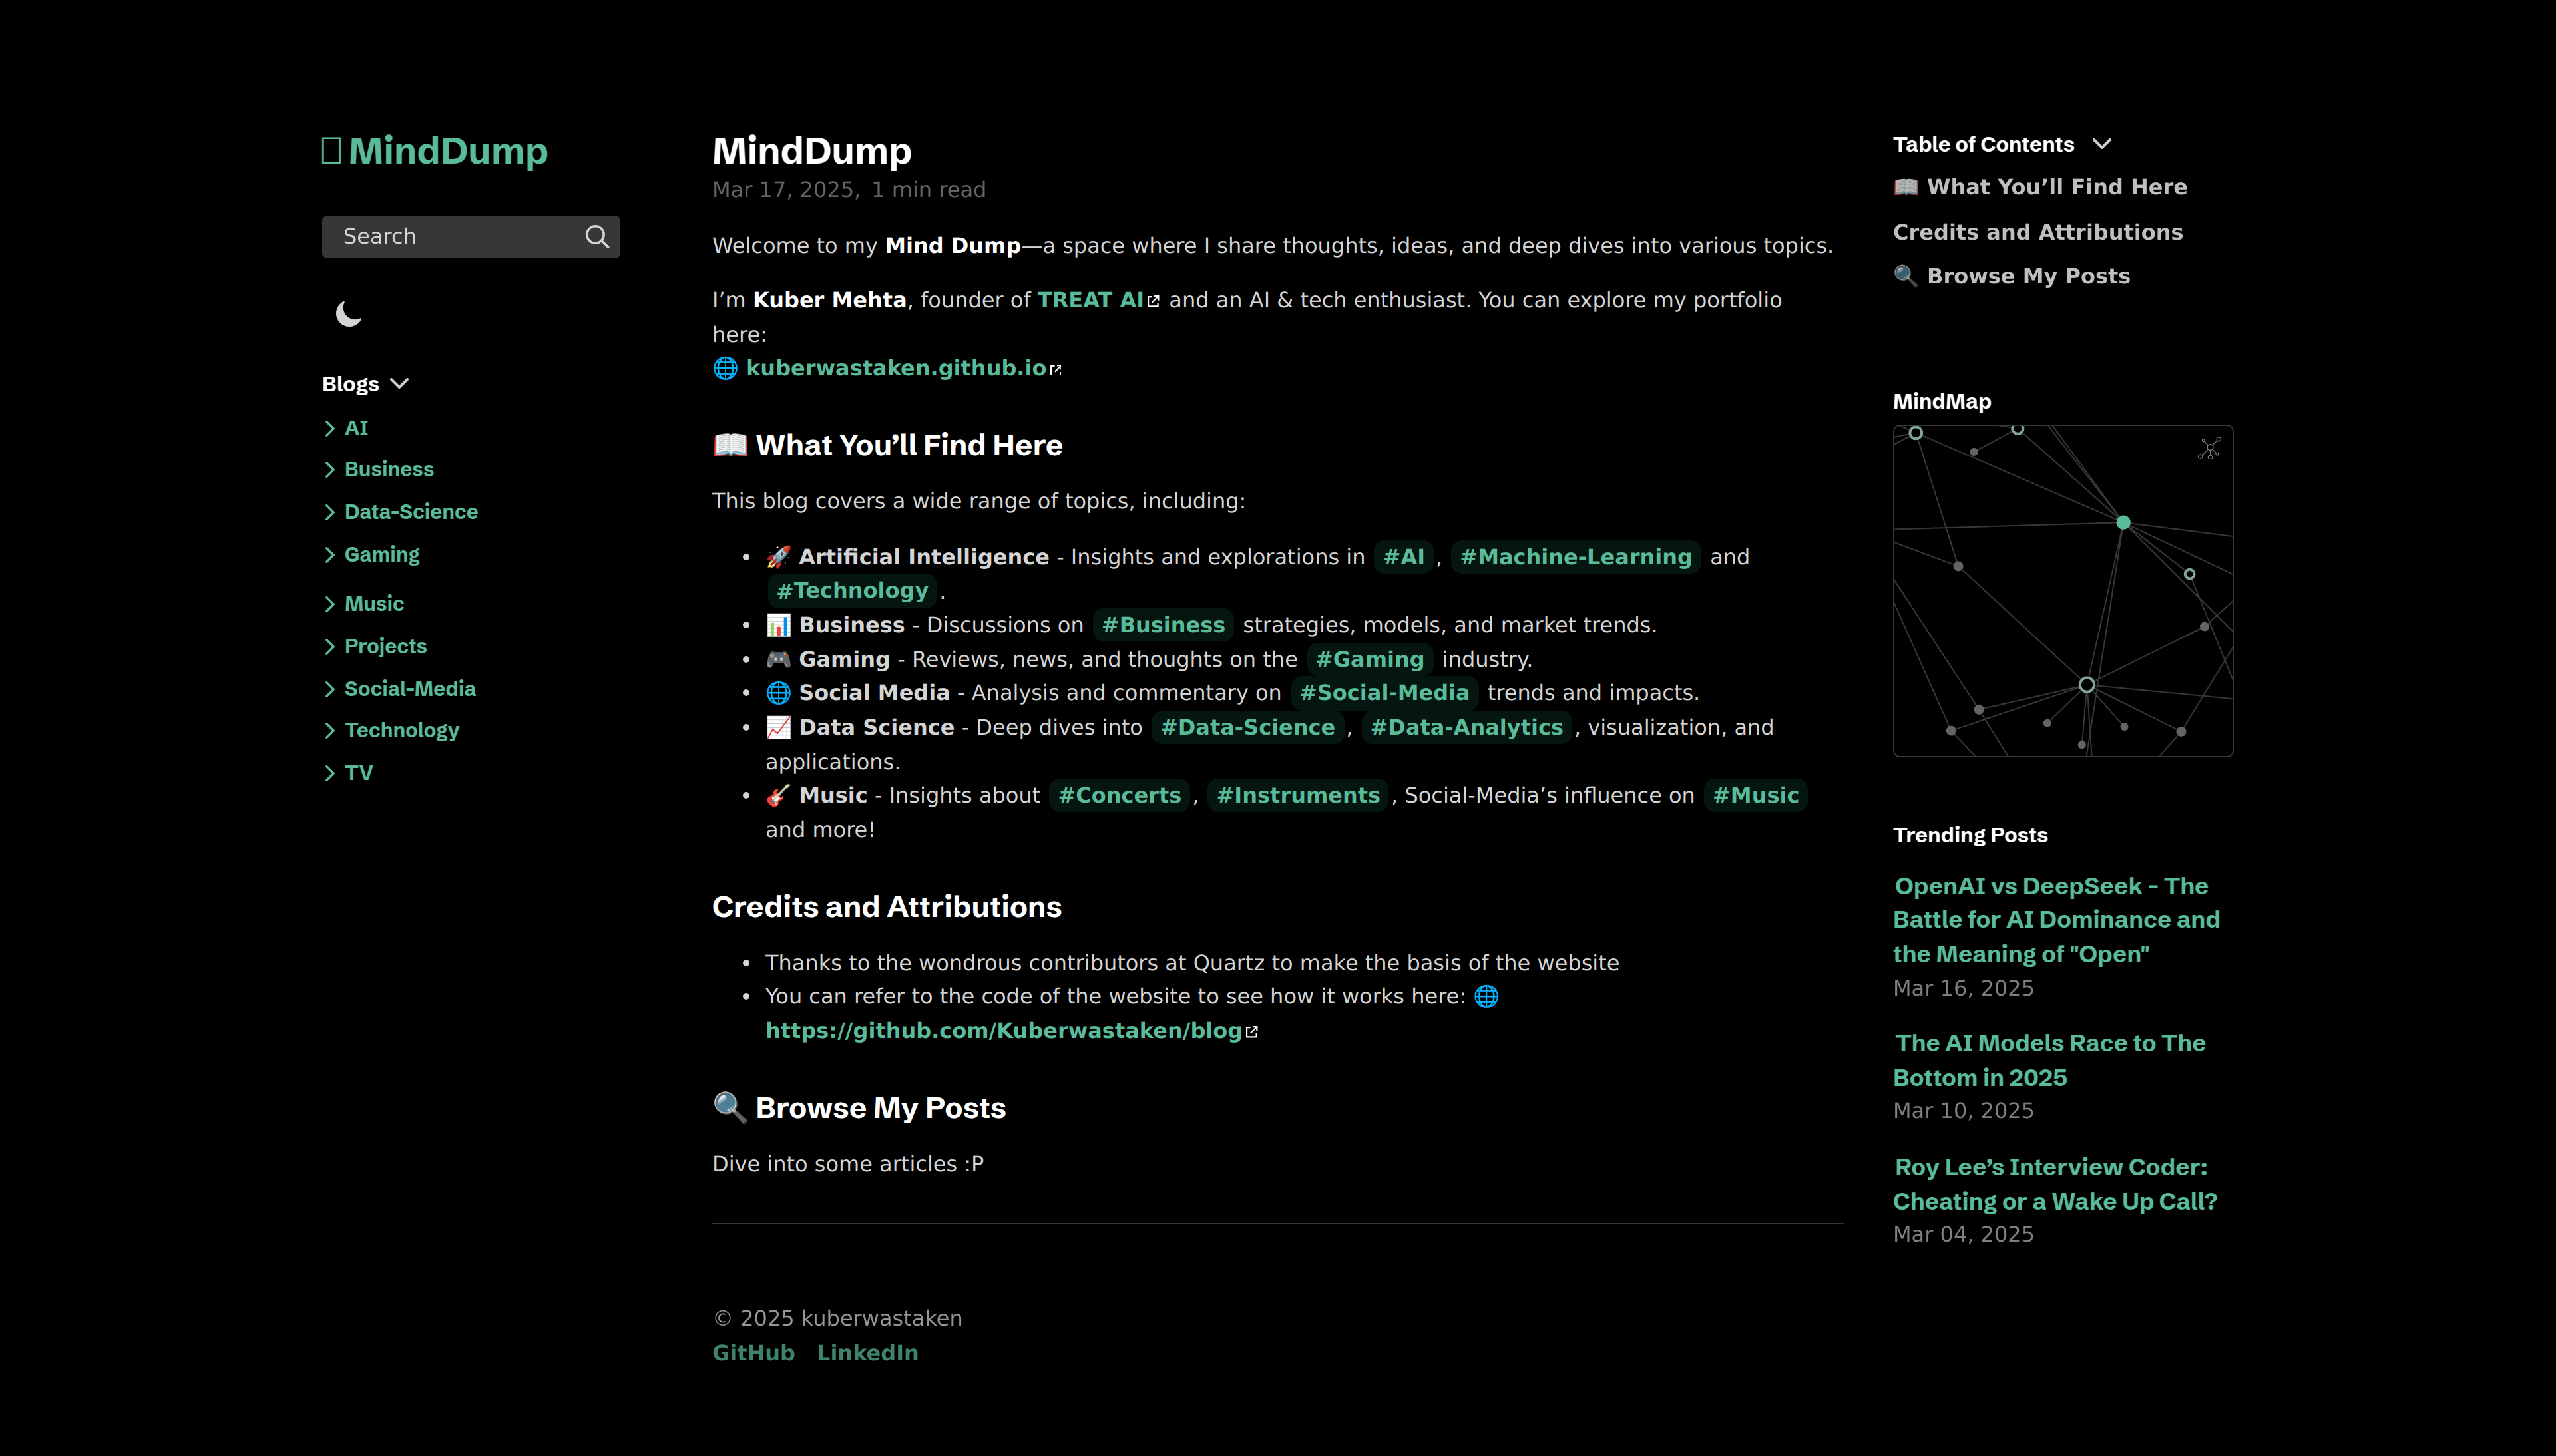 MindDump
Search
Blogs
AI
Business
Data-Science
Gaming
Music
Projects
Social-Media
Technology
TV
MindDump
Mar 17, 2025, 1 min read
Welcome to my Mind Dump—a space where I share thoughts, ideas, and deep dives into various topics.
I’m Kuber Mehta, founder of TREAT AI and an AI & tech enthusiast. You can explore my portfolio
here:
🌐 kuberwastaken.github.io
📖 What You’ll Find Here
This blog covers a wide range of topics, including:
• 🚀 Artificial Intelligence - Insights and explorations in #AI, #Machine-Learning and
#Technology.
• 📊 Business - Discussions on #Business strategies, models, and market trends.
• 🎮 Gaming - Reviews, news, and thoughts on the #Gaming industry.
• 🌐 Social Media - Analysis and commentary on #Social-Media trends and impacts.
• 📈 Data Science - Deep dives into #Data-Science, #Data-Analytics, visualization, and
applications.
• 🎸 Music - Insights about #Concerts, #Instruments, Social-Media’s influence on #Music
and more!
Credits and Attributions
• Thanks to the wondrous contributors at Quartz to make the basis of the website
• You can refer to the code of the website to see how it works here: 🌐
https://github.com/Kuberwastaken/blog
🔍 Browse My Posts
Dive into some articles :P
© 2025 kuberwastaken
GitHub LinkedIn
Table of Contents
📖 What You’ll Find Here
Credits and Attributions
🔍 Browse My Posts
MindMap
Trending Posts
OpenAI vs DeepSeek - The
Battle for AI Dominance and
the Meaning of "Open"
Mar 16, 2025
The AI Models Race to The
Bottom in 2025
Mar 10, 2025
Roy Lee’s Interview Coder:
Cheating or a Wake Up Call?
Mar 04, 2025